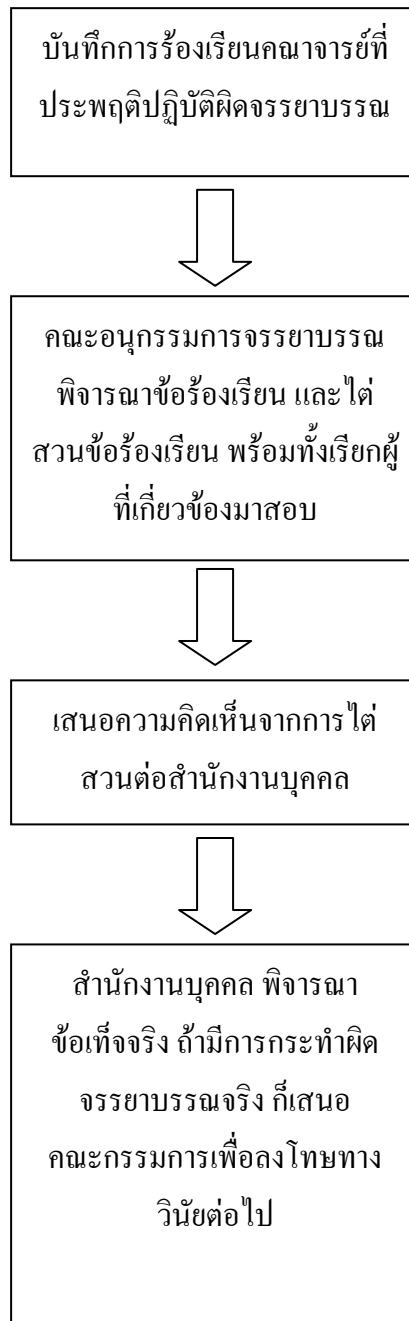 บันทึกการร้องเรียนคณาจารย์ที่
ประพฤติปฏิบัติผิดจรรยาบรรณ
คณะอนุกรรมการจรรยาบรรณ
พิจารณาข้อร้องเรียน และไต่
สวนข้อร้องเรียน พร้อมทั้งเรียกผู้
ที่เกี่ยวข้องมาสอบ
เสนอความคิดเห็นจากการไต่
สวนต่อสำนักงานบุคคล
สำนักงานบุคคล พิจารณา
ข้อเท็จจริง ถ้ามีการกระทำผิด
จรรยาบรรณจริง ก็เสนอ
คณะกรรมการเพื่อลงโทษทาง
วินัยต่อไป